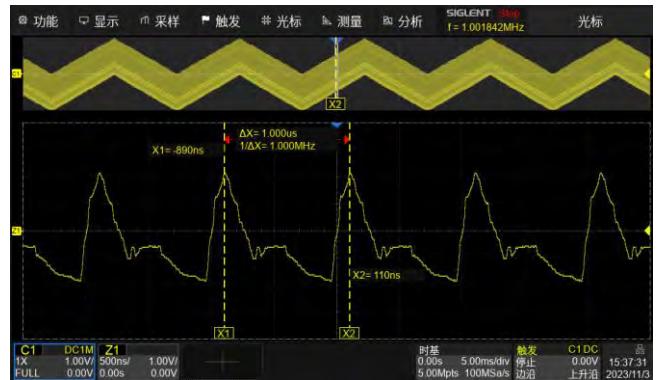 功能 显示 采样 触发 光标 测量 分析 SIGLENT Stop 光标
f = 1.001842MHz
C1
X2
ΔX= 1.000us
1/ΔX= 1.000MHz
X1= -890ns
Z1
X2= 110ns
X1 X2
C1 DC1M Z1 时基 触发 C1 DC
1X 1.00V/ 500ns/ 1.00V/ 0.00s 5.00ms/div 停止 0.00V 15:37:31
FULL 0.00V 0.00s 0.00V 5.00Mpts 100MSa/s 边沿 上升沿 2023/11/3